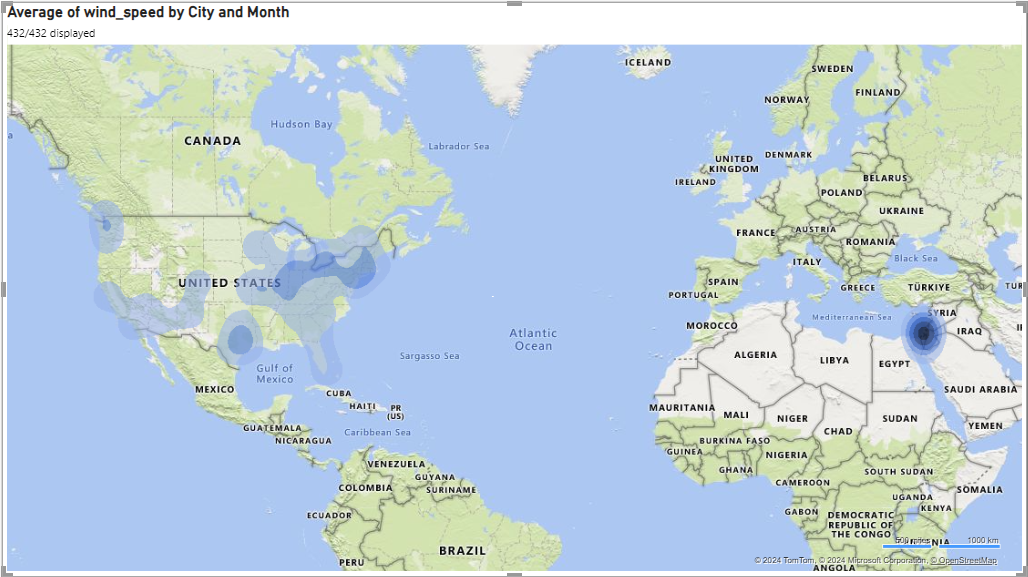 Average of wind_speed by City and Month
432/432 displayed
ICELAND
SWEDEN
FINLAND
NORWAY
Hudson Bay
CANADA
Labrador Sea
DENMARK
UNITED
KINGDOM
IRELAND
BELARUS
POLAND
UKRAINE
FRANCE
AUSTRIA
ROMANIA
Black Sea
ITALY
UNITED STATES
SPAIN
GREECE
TÜRKIYE
TUR
PORTUGAL
SYRIA
Mediterranean Sea
MOROCCO
IRAQ
Atlantic
Ocean
ALGERIA
LIBYA
EGYPT
Sargasso Sea
Gulf of
Mexico
MEXICO
SAUDI ARABIA
CUBA
HAITI
PR
(US)
MAURITANIA
MALI
NIGER
SUDAN
CHAD
YEMEN
GUATEMALA
Caribbean Sea
NICARAGUA
BURKINA FASO
GUINEA
NIGERIA
GHANA
VENEZUELA
GUYANA
COLOMBIA
SURINAME
SOUTH SUDAN
CAMEROON
SOMALIA
UGANDA
KENYA
ECUADOR
GABON
DEMOCRATIC
REPUBLIC OF
THE CONGO
500 miles
1000 km
BRAZIL
PERU
ANGOLA
© 2024 TomTom, © 2024 Microsoft Corporation, © OpenStreetMap